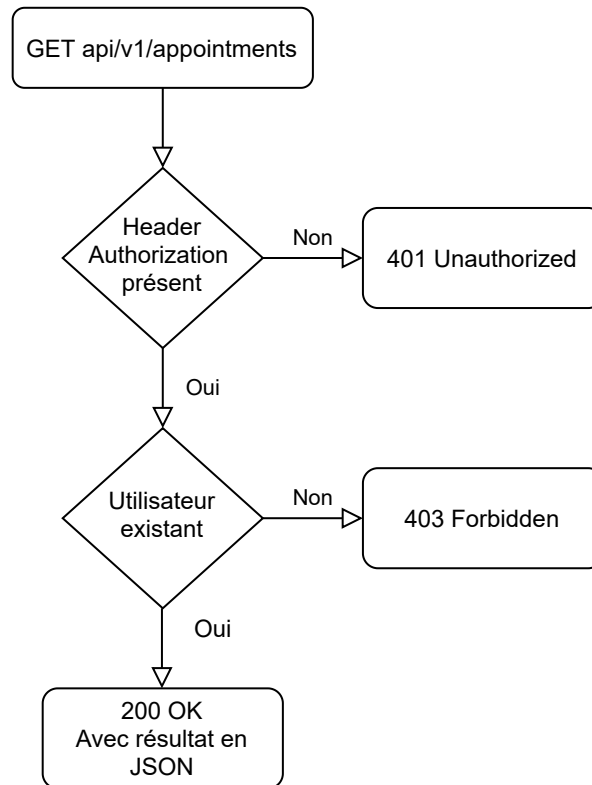 GET api/v1/appointments
Header
Authorization
présent
Non
401 Unauthorized
Oui
Utilisateur
existant
Non
403 Forbidden
Oui
200 OK
Avec résultat en
JSON